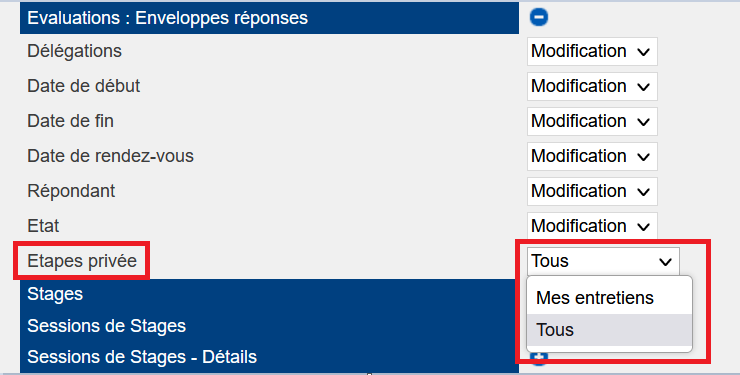 Evaluations : Enveloppes réponses
Délégations Modification
Date de début Modification
Date de fin Modification
Date de rendez-vous Modification
Répondant Modification
Etat Modification
Etapes privée Tous
Stages Mes entretiens
Sessions de Stages Tous
Sessions de Stages - Détails